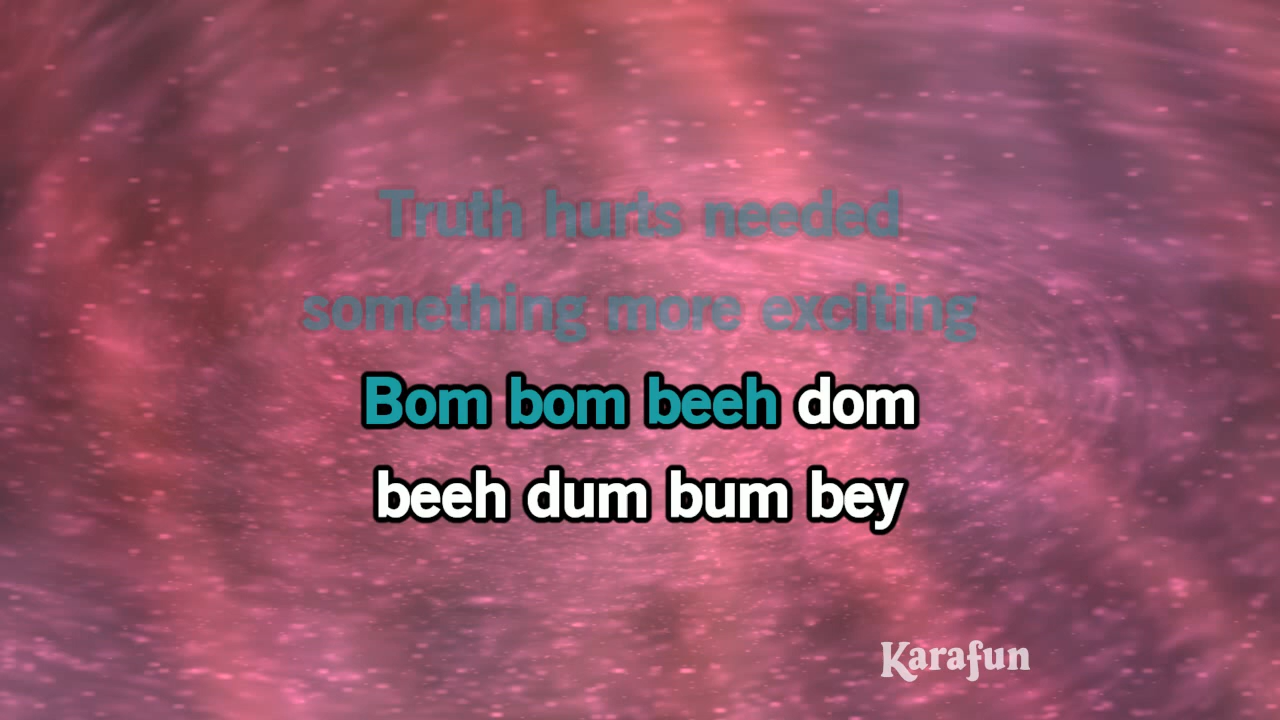 Truth hurts needed
something more exciting
Bom bom beeh dom
beeh dum bum bey
Karafun